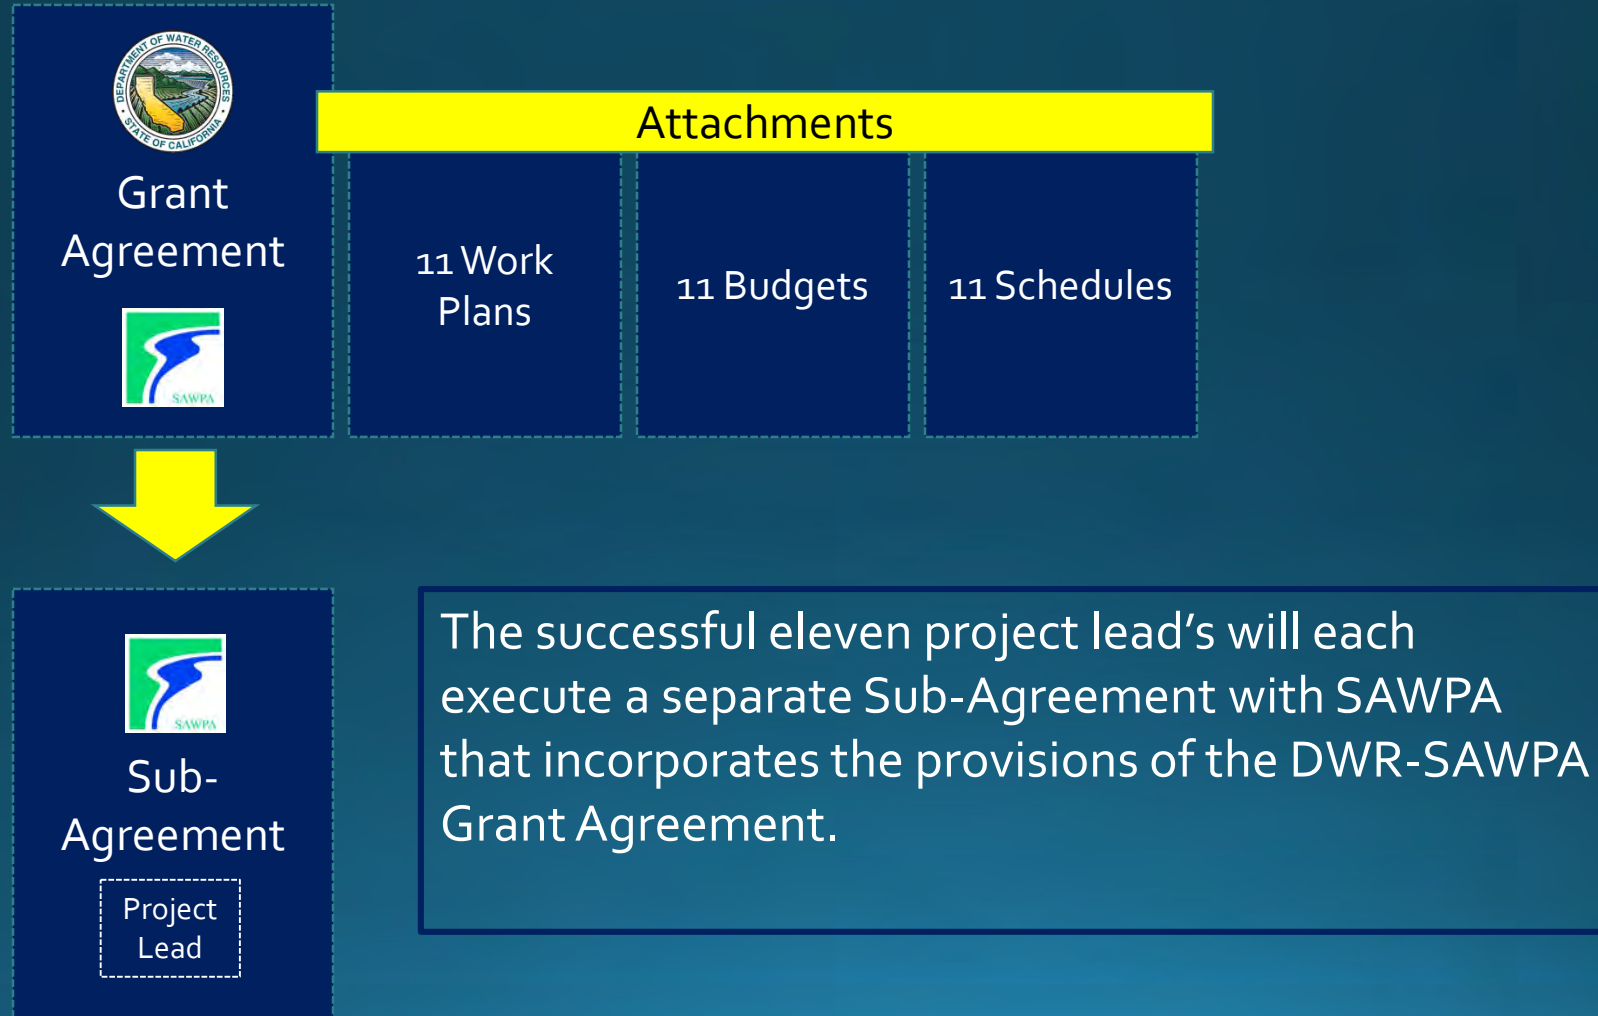 DEPARTMENT OF WATER RESOURCES
STATE OF CALIFORNIA
Grant
Agreement
SAWPA
Attachments
11 Work
Plans
11 Budgets
11 Schedules
SAWPA
Sub-
Agreement
Project
Lead
The successful eleven project lead's will each
execute a separate Sub-Agreement with SAWPA
that incorporates the provisions of the DWR-SAWPA
Grant Agreement.